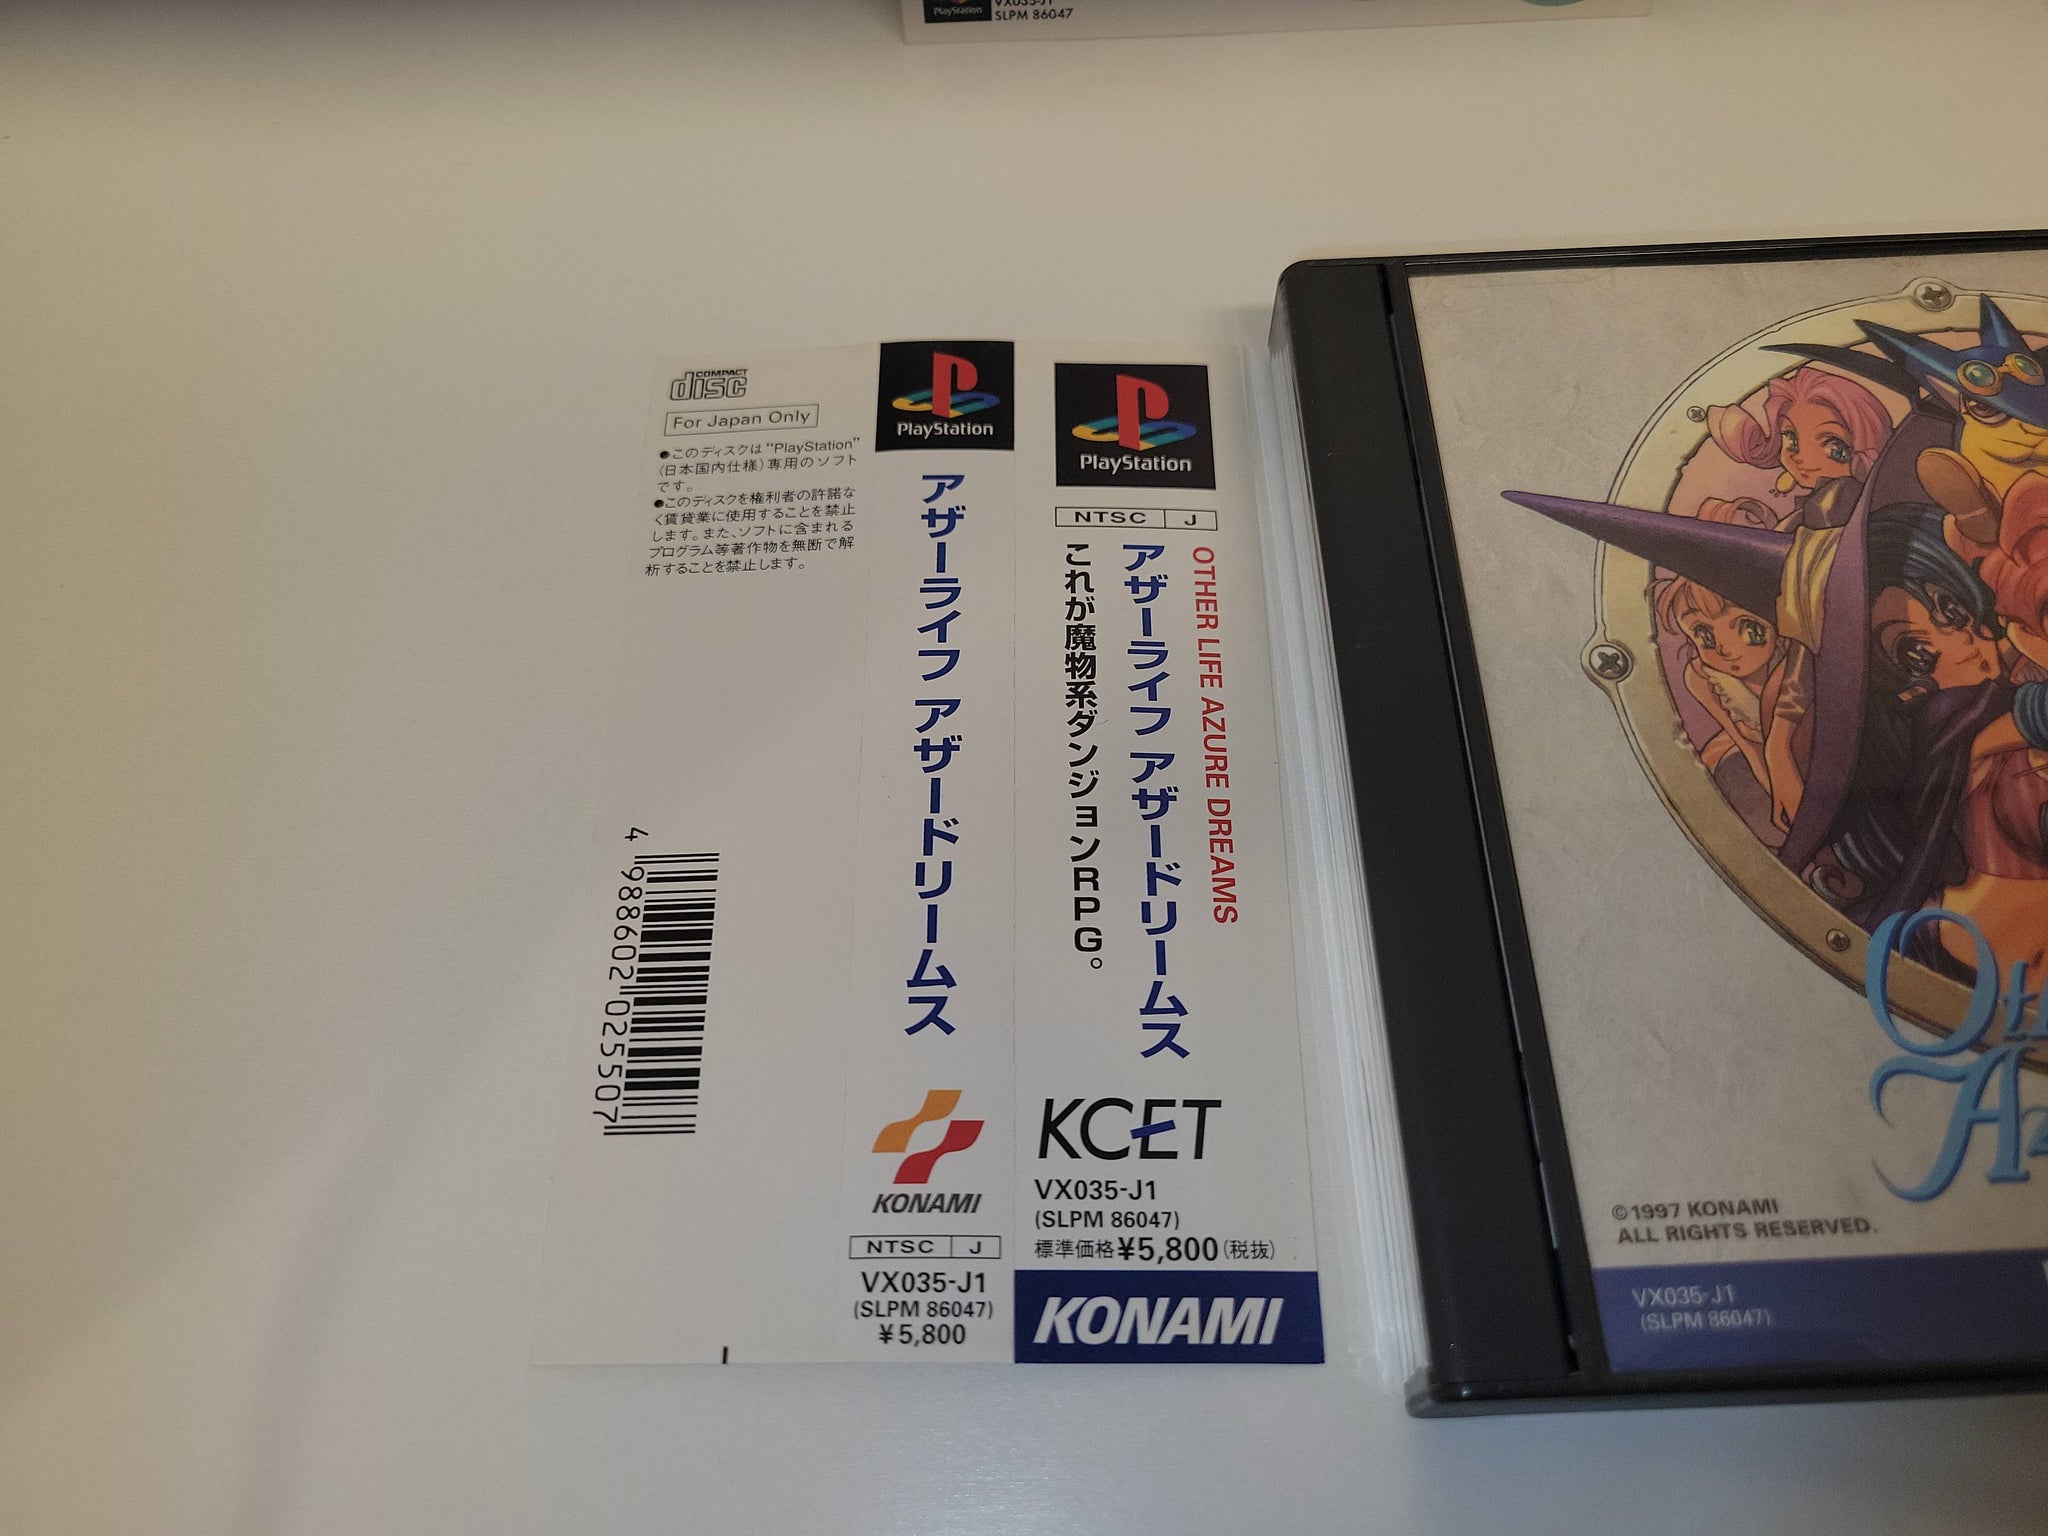 PlayStation
VX035-J1
SLPM 86047
COMPACT
disc
For Japan Only
●このディスクは“PlayStation”
(日本国内仕様)専用のソフト
です。
●このディスクを権利者の許諾な
く賃貸業に使用することを禁止
します。また、ソフトに含まれる
プログラム等著作物を無断で解
析することを禁止します。
4 988602 025507
PlayStation
アザーライフ アザードリームス
KONAMI
NTSC J
VX035-J1
(SLPM 86047)
¥5,800
PlayStation
NTSC J
OTHER LIFE AZURE DREAMS
アザーライフ アザードリームス
これが魔物系ダンジョンRPG。
KCET
VX035-J1
(SLPM 86047)
標準価格¥5,800(税抜)
KONAMI
©1997 KONAMI
ALL RIGHTS RESERVED.
VX035-J1
(SLPM 86047)